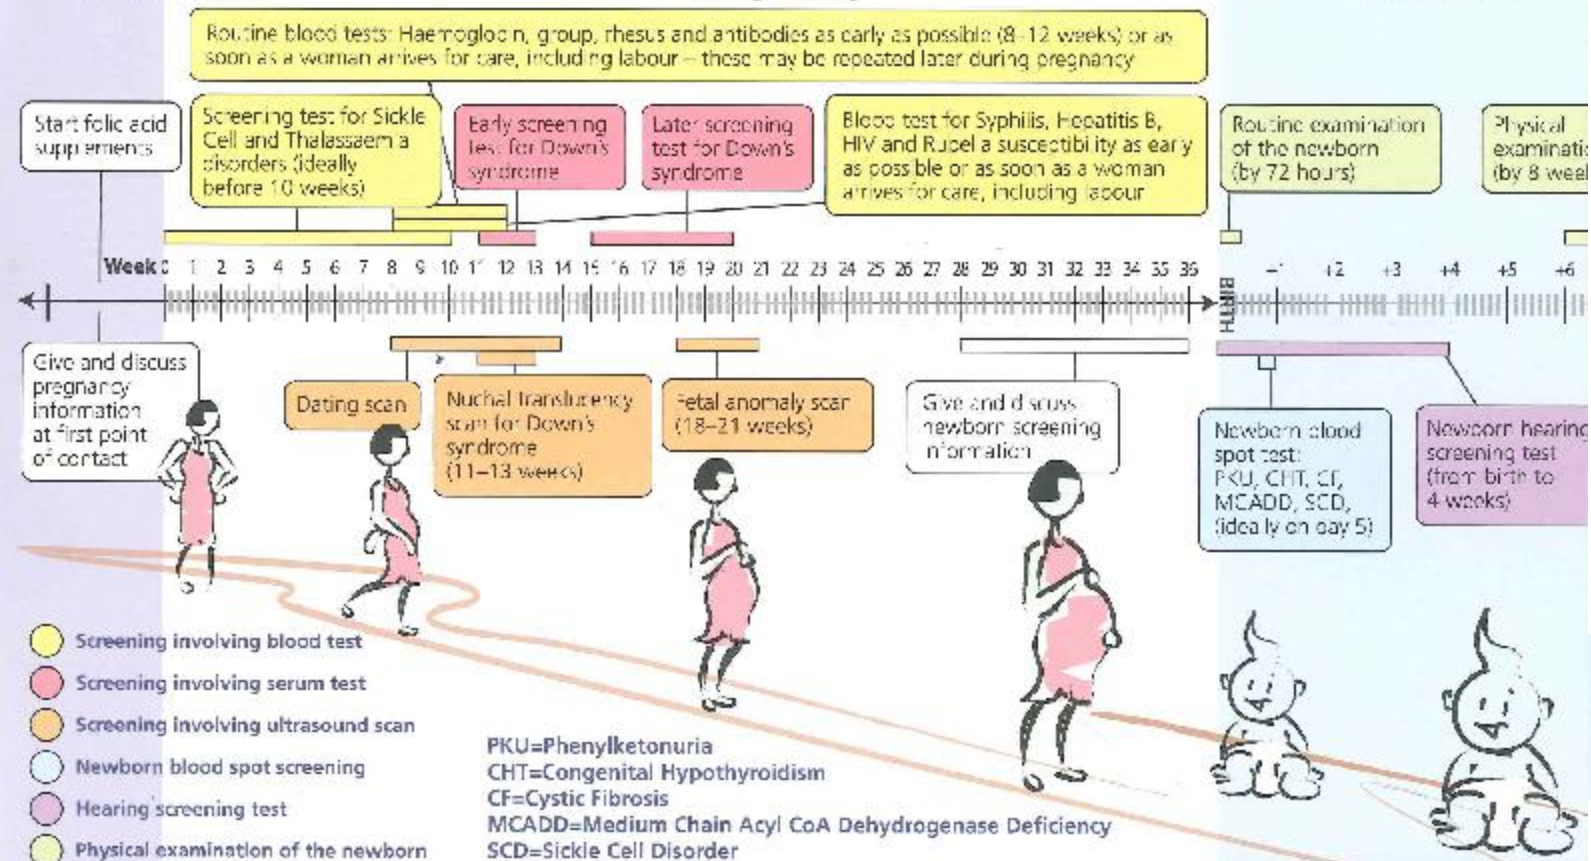 Routine blood tests: Haemoglobin, group, rhesus and antibodies as early as possible (8–12 weeks) or as
soon as a woman arrives for care, including labour – these may be repeated later during pregnancy
Start folic acid
supplements
Screening test for Sickle
Cell and Thalassaemia
disorders (ideally
before 10 weeks)
Early screening
test for Down's
syndrome
Later screening
test for Down's
syndrome
Blood test for Syphilis, Hepatitis B,
HIV and Rubella susceptibility as early
as possible or as soon as a woman
arrives for care, including labour
Routine examination
of the newborn
(by 72 hours)
Physical
examinati
(by 8 week
Week 0 1 2 3 4 5 6 7 8 9 10 11 12 13 14 15 16 17 18 19 20 21 22 23 24 25 26 27 28 29 30 31 32 33 34 35 36
BIRTH
+1 +2 +3 +4 +5 +6
Give and discuss
pregnancy
information
at first point
of contact
Dating scan
Nuchal translucency
scan for Down's
syndrome
(11–13 weeks)
Fetal anomaly scan
(18–21 weeks)
Give and discuss
newborn screening
information
Newborn blood
spot test:
PKU, CHT, CF,
MCADD, SCD,
(ideally on day 5)
Newborn hearing
screening test
(from birth to
4 weeks)
Screening involving blood test
Screening involving serum test
Screening involving ultrasound scan
Newborn blood spot screening
Hearing screening test
Physical examination of the newborn
PKU=Phenylketonuria
CHT=Congenital Hypothyroidism
CF=Cystic Fibrosis
MCADD=Medium Chain Acyl CoA Dehydrogenase Deficiency
SCD=Sickle Cell Disorder